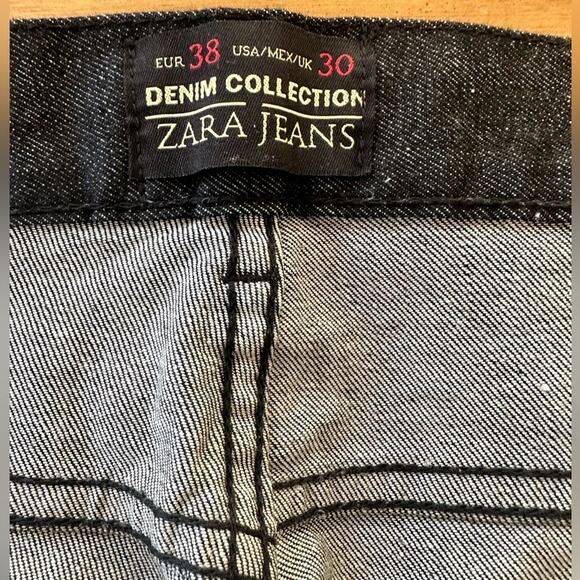 EUR 38 USA/MEX/UK 30
DENIM COLLECTION
ZARA JEANS